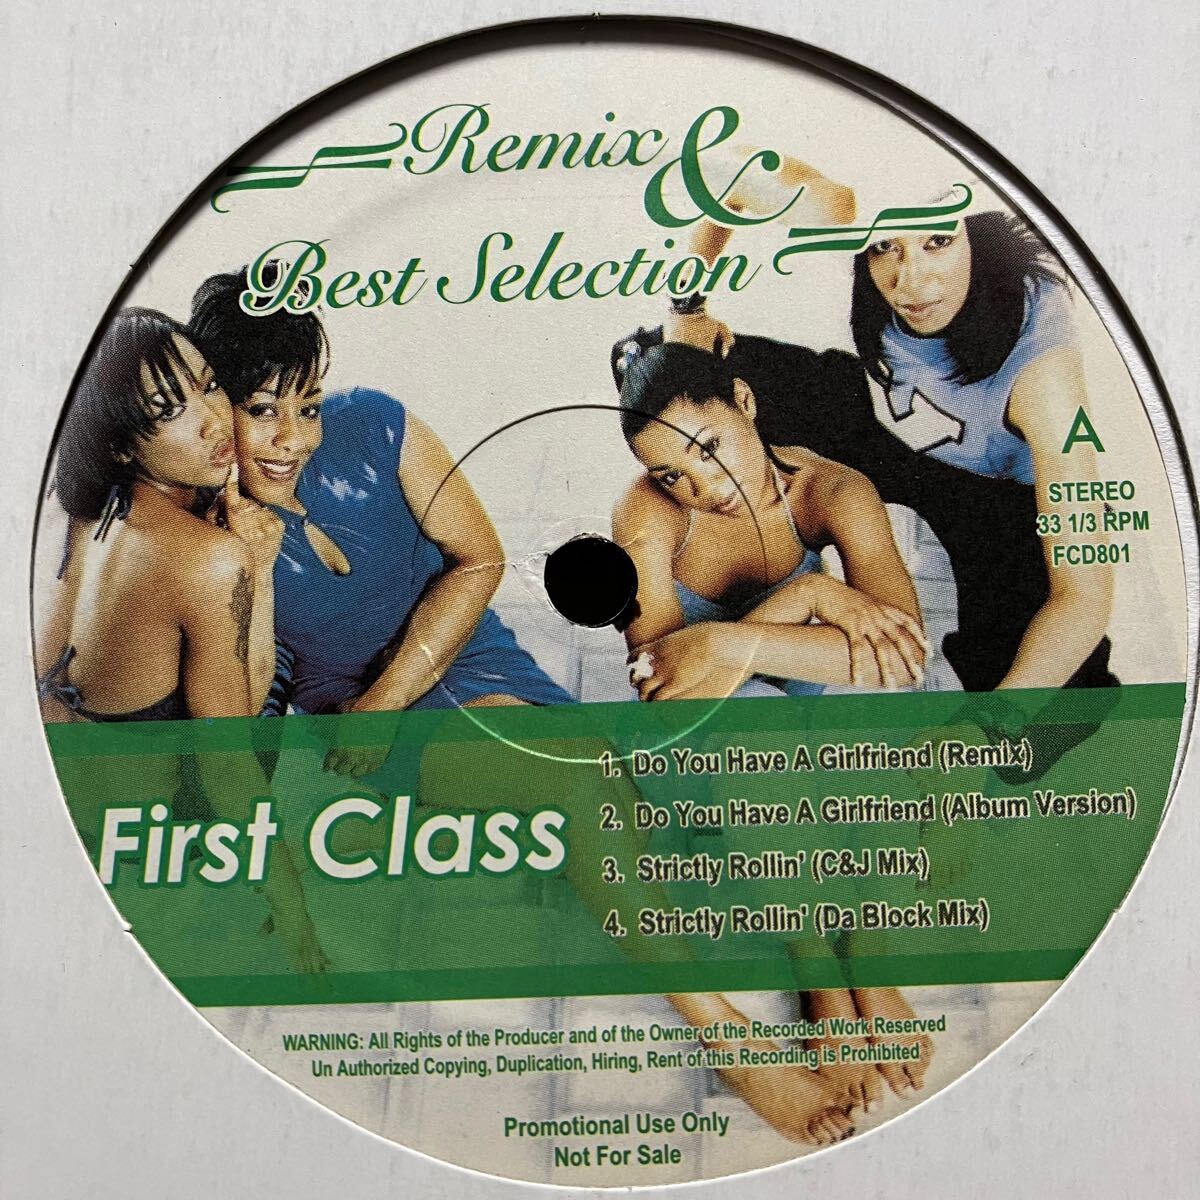 Remix &
Best Selection
A
STEREO
33 1/3 RPM
FCD801
First Class
1. Do You Have A Girlfriend (Remix)
2. Do You Have A Girlfriend (Album Version)
3. Strictly Rollin' (C&J Mix)
4. Strictly Rollin' (Da Block Mix)
WARNING: All Rights of the Producer and of the Owner of the Recorded Work Reserved
Un Authorized Copying, Duplication, Hiring, Rent of this Recording is Prohibited
Promotional Use Only
Not For Sale